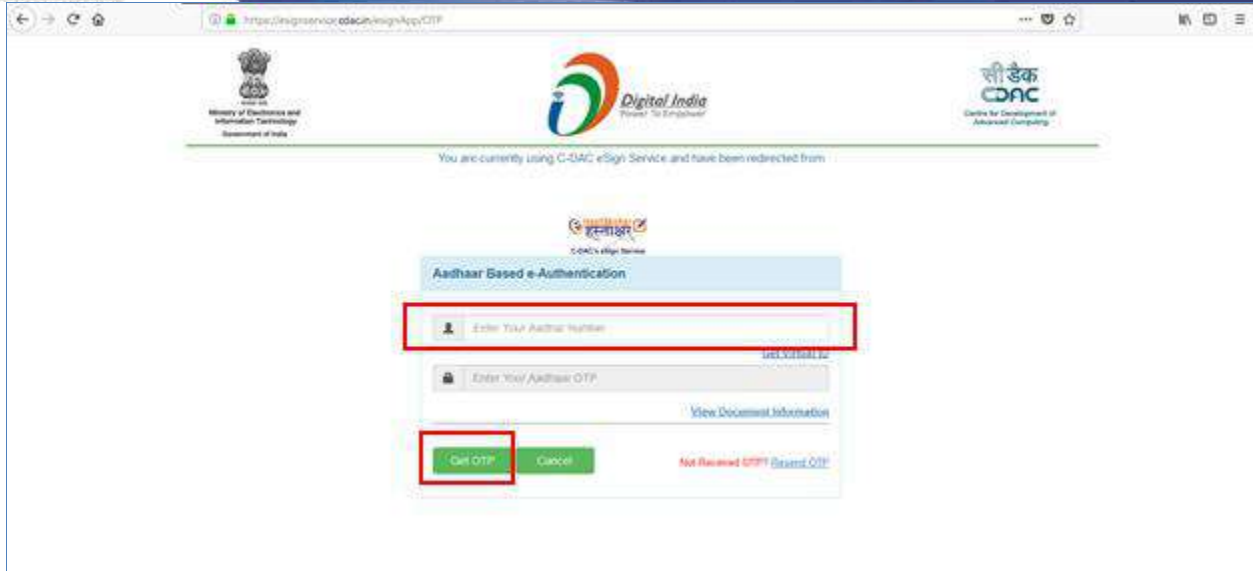 https://esignservice.cdac.in/esignApp/OTP
Ministry of Electronics and
Information Technology
Government of India
Digital India
Power To Empower
सी डैक
CDAC
Centre for Development of
Advanced Computing
You are currently using C-DAC eSign Service and have been redirected from
हस्ताक्षर
C-DAC's eSign Service
Aadhaar Based e-Authentication
Enter Your Aadhar Number
Get Virtual ID
Enter Your Aadhaar OTP
View Document Information
Get OTP
Cancel
Not Received OTP? Resend OTP